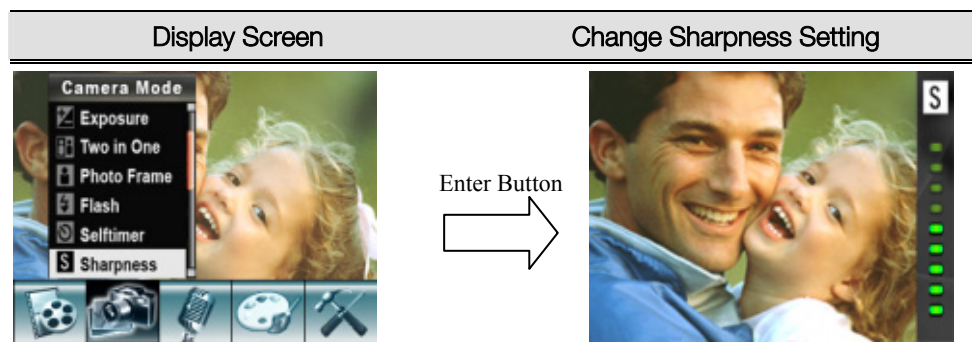 Display Screen
Change Sharpness Setting
Camera Mode
Exposure
Two in One
Photo Frame
Flash
Selftimer
S Sharpness
Enter Button
S